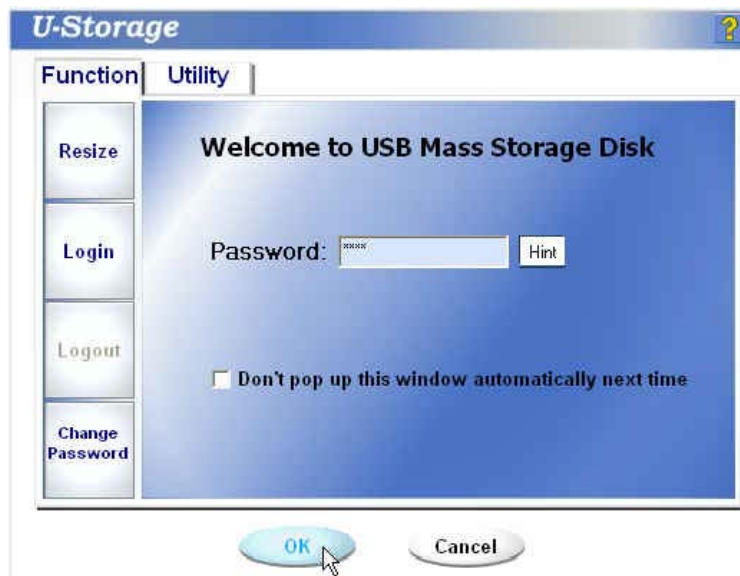 U-Storage
?
Function Utility
Resize
Welcome to USB Mass Storage Disk
Login
Password: **** Hint
Logout
Don't pop up this window automatically next time
Change
Password
OK Cancel